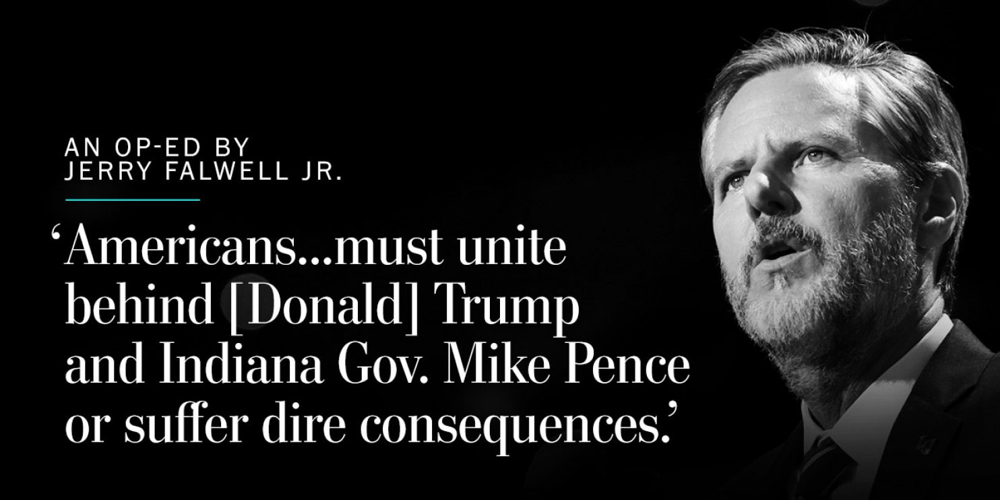 AN OP-ED BY
JERRY FALWELL JR.
‘Americans...must unite
behind [Donald] Trump
and Indiana Gov. Mike Pence
or suffer dire consequences.’